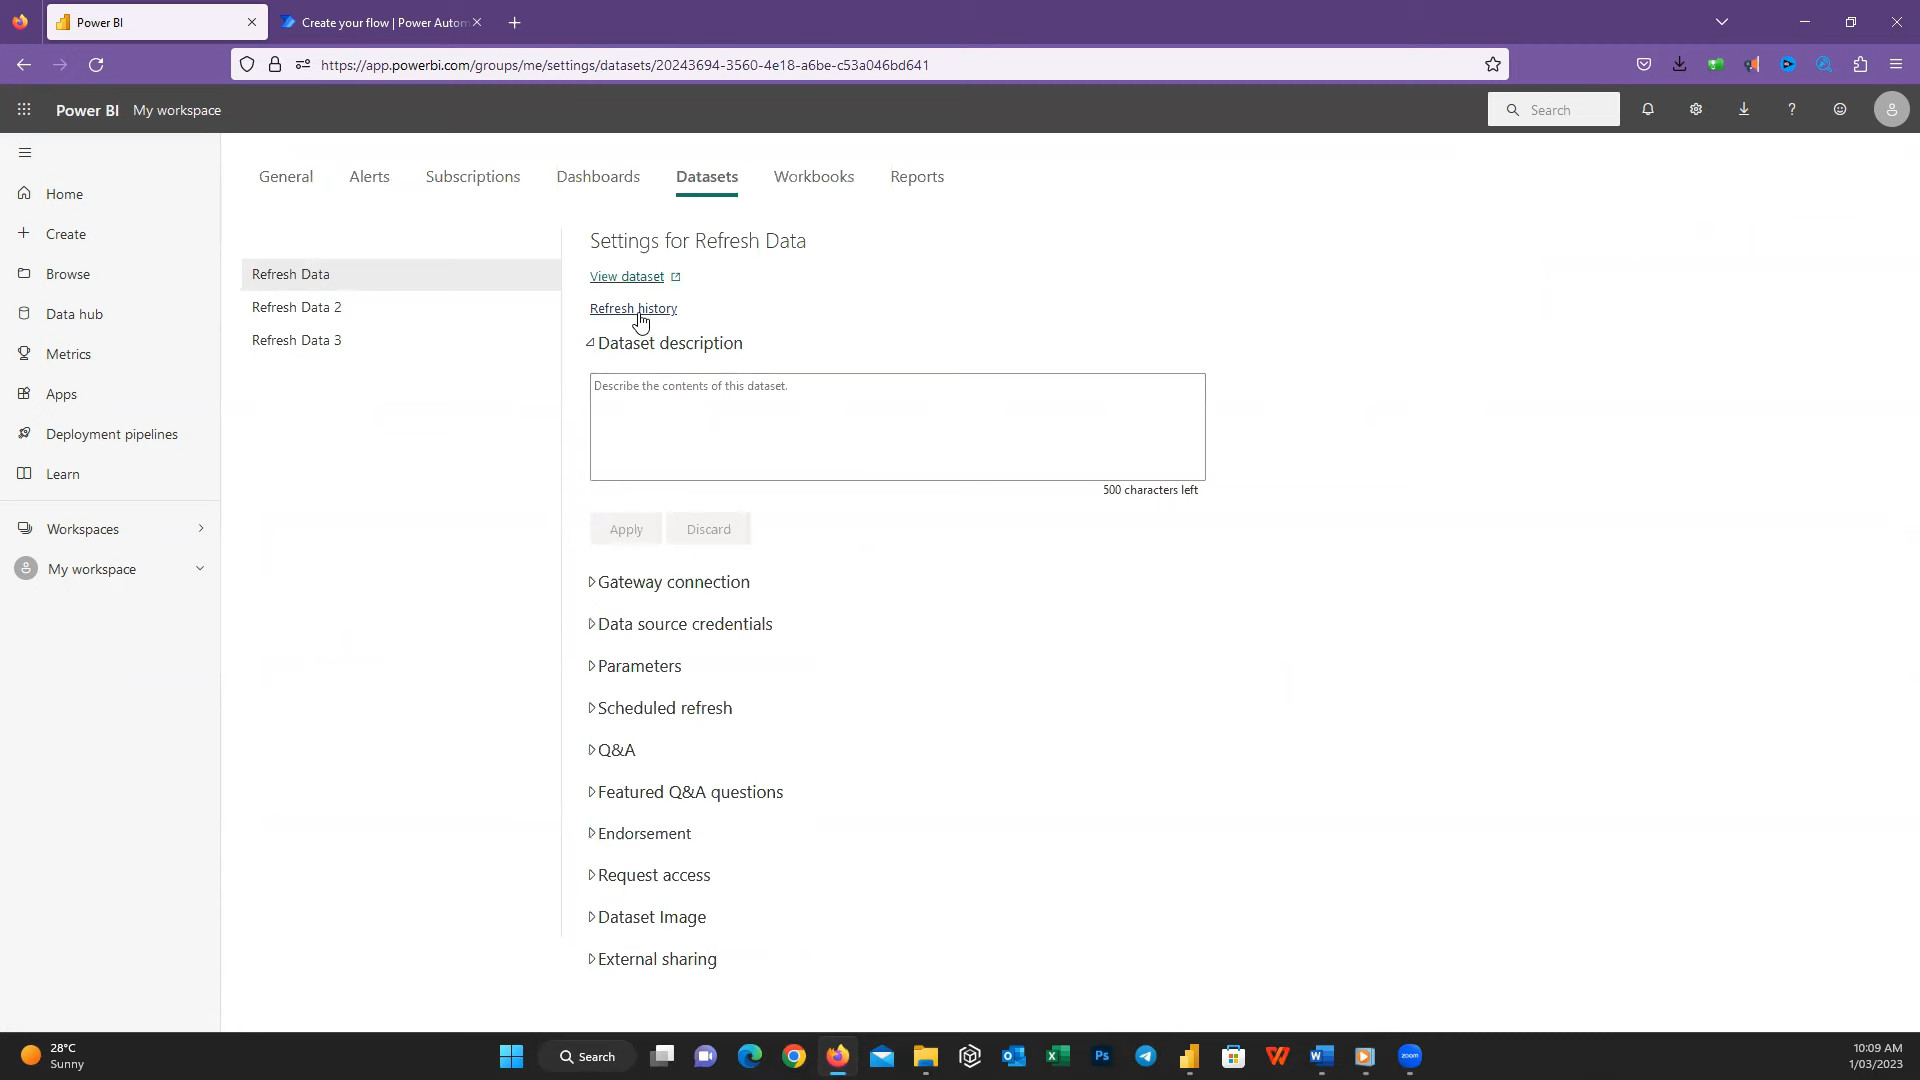 Power BI
Create your flow | Power Autom
https://app.powerbi.com/groups/me/settings/datasets/20243694-3560-4e18-a6be-c53a046bd641
Power BI My workspace
Search
Home
Create
Browse
Data hub
Metrics
Apps
Deployment pipelines
Learn
Workspaces
My workspace
General Alerts Subscriptions Dashboards Datasets Workbooks Reports
Refresh Data
Refresh Data 2
Refresh Data 3
Settings for Refresh Data
View dataset
Refresh history
Dataset description
Describe the contents of this dataset.
500 characters left
Apply Discard
Gateway connection
Data source credentials
Parameters
Scheduled refresh
Q&A
Featured Q&A questions
Endorsement
Request access
Dataset Image
External sharing
28°C
Sunny
Search
Ps
W
W
zoom
10:09 AM
1/03/2023